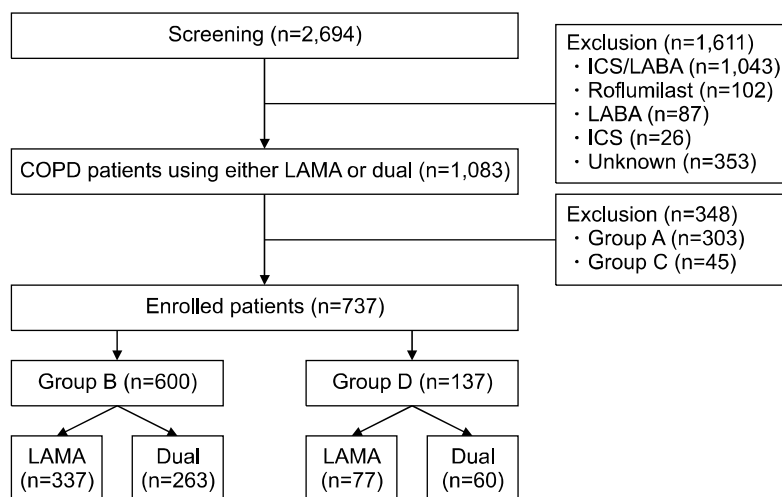 Screening (n=2,694)
Exclusion (n=1,611)
· ICS/LABA (n=1,043)
· Roflumilast (n=102)
· LABA (n=87)
· ICS (n=26)
· Unknown (n=353)
COPD patients using either LAMA or dual (n=1,083)
Exclusion (n=348)
· Group A (n=303)
· Group C (n=45)
Enrolled patients (n=737)
Group B (n=600)
Group D (n=137)
LAMA
(n=337)
Dual
(n=263)
LAMA
(n=77)
Dual
(n=60)